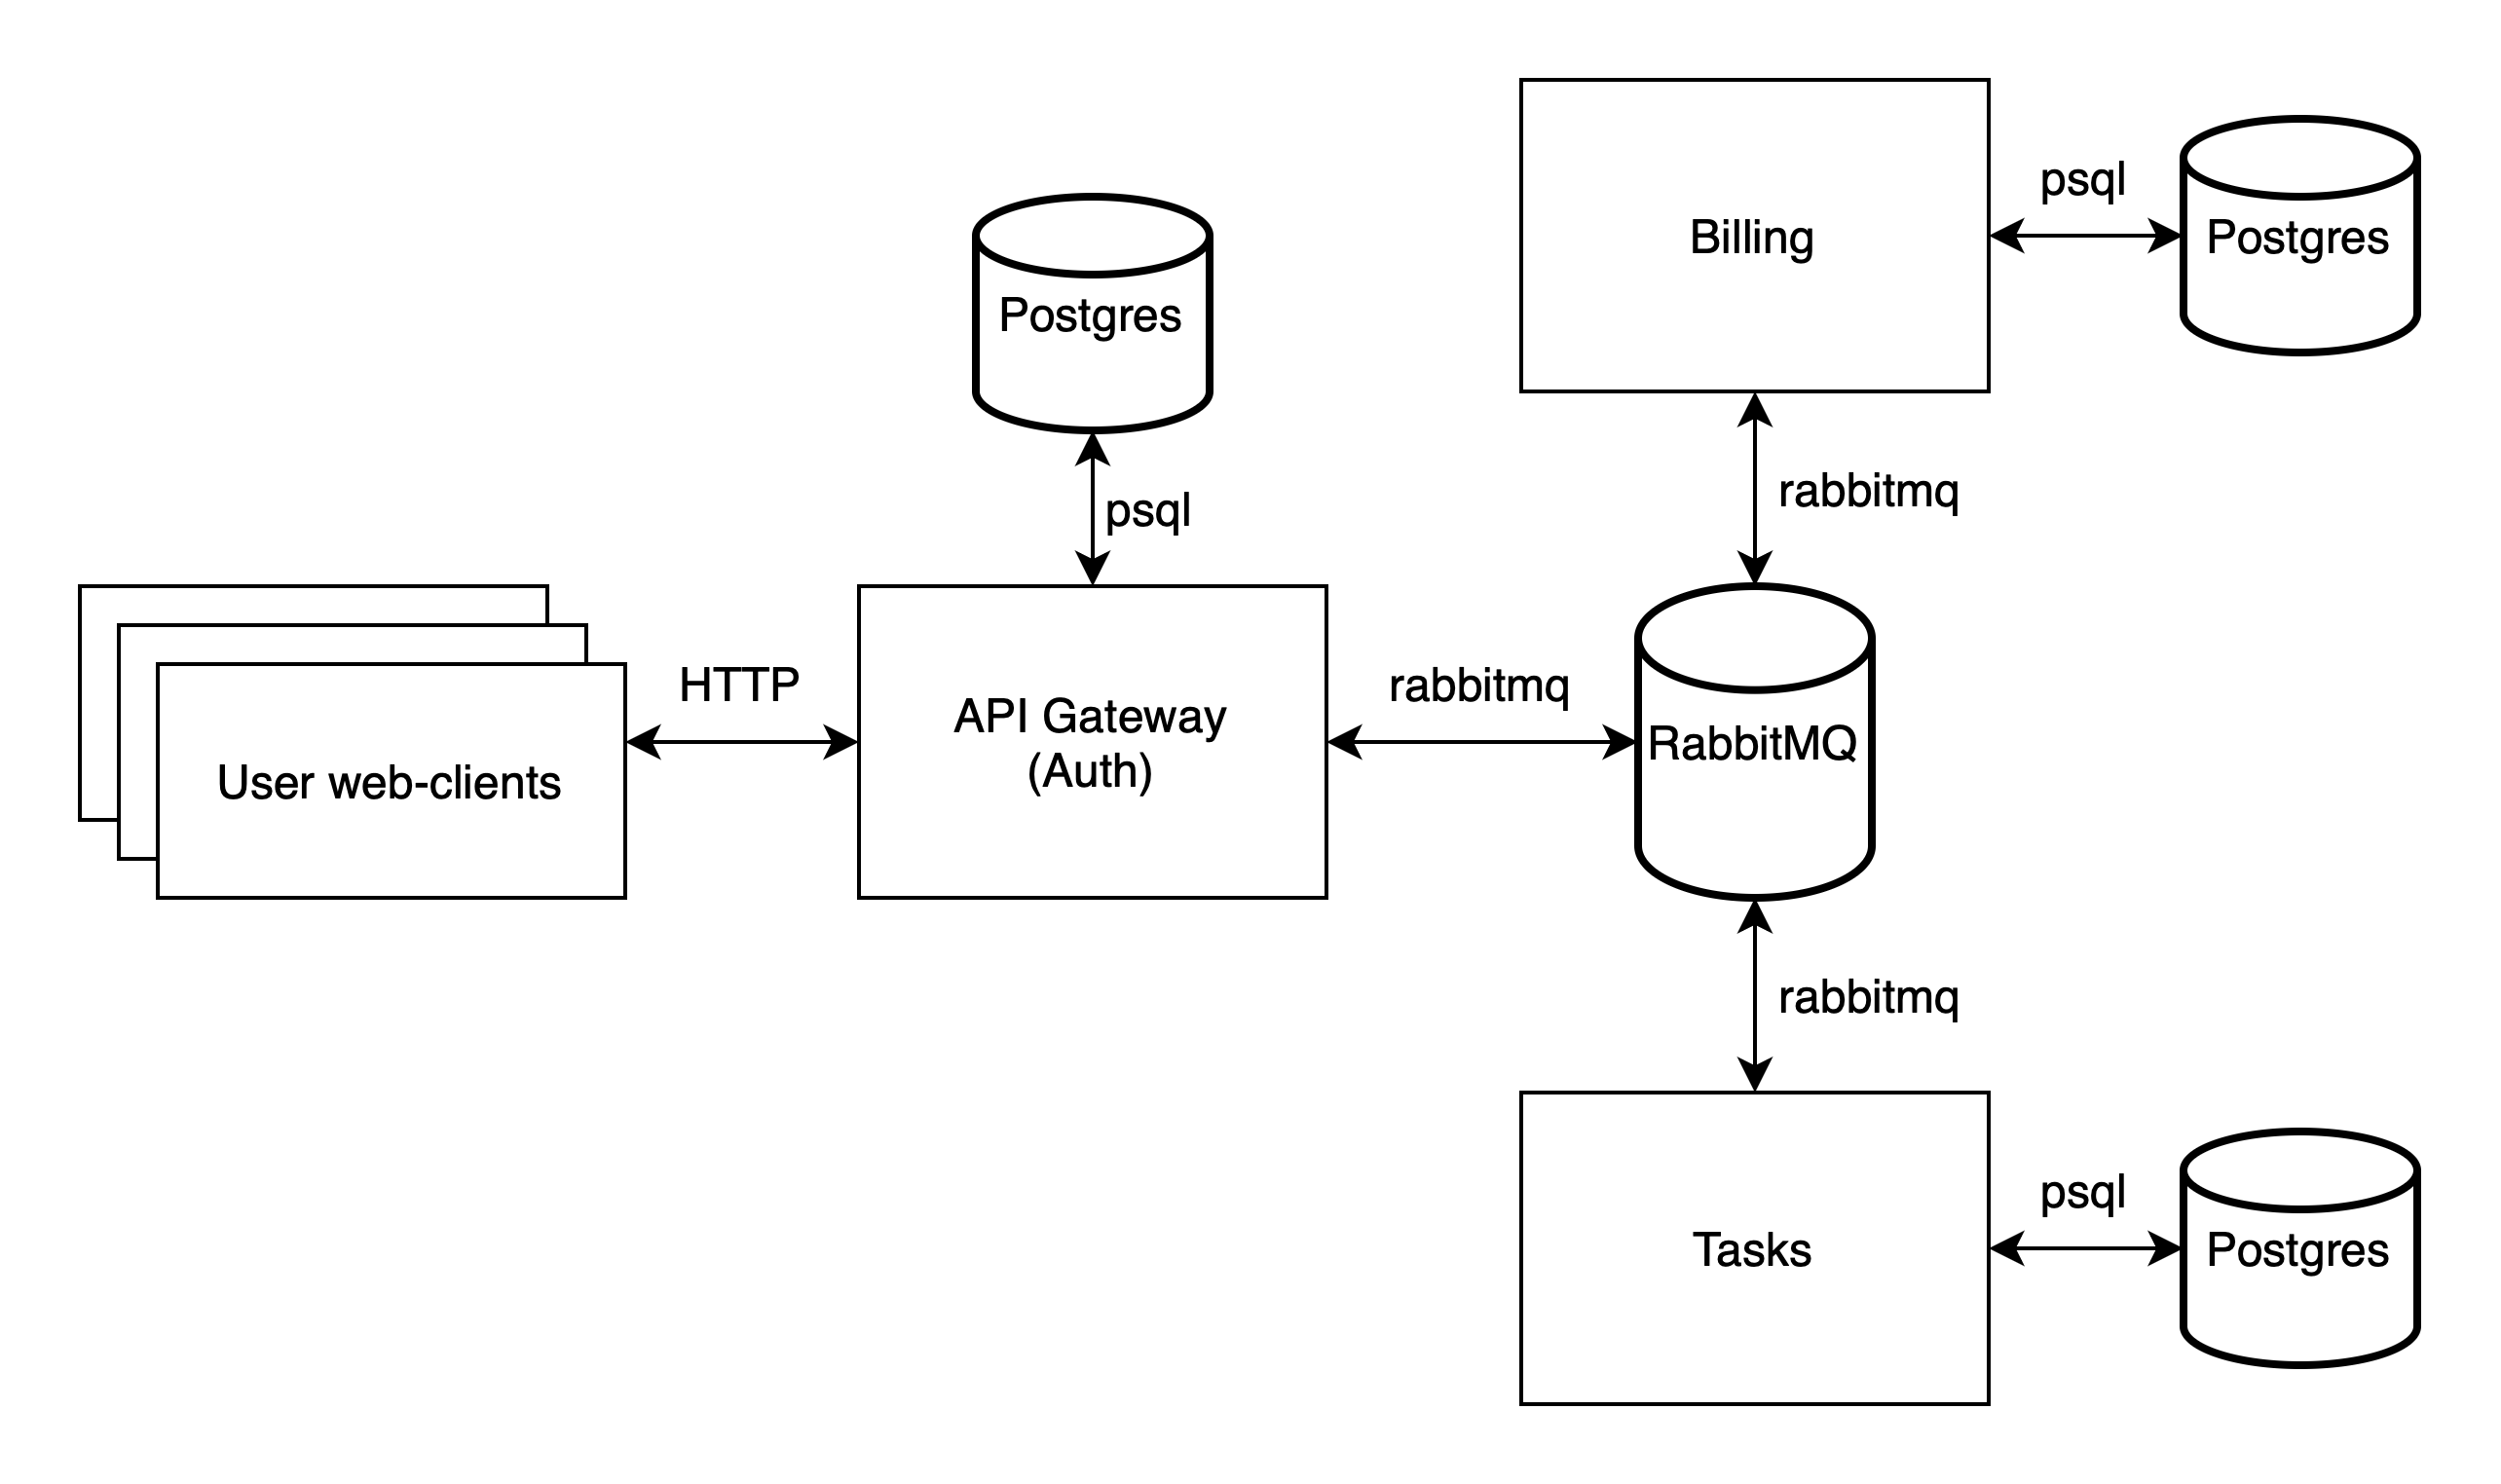 Billing
psql
Postgres
Postgres
psql
rabbitmq
User web-clients
HTTP
API Gateway
(Auth)
rabbitmq
RabbitMQ
rabbitmq
Tasks
psql
Postgres